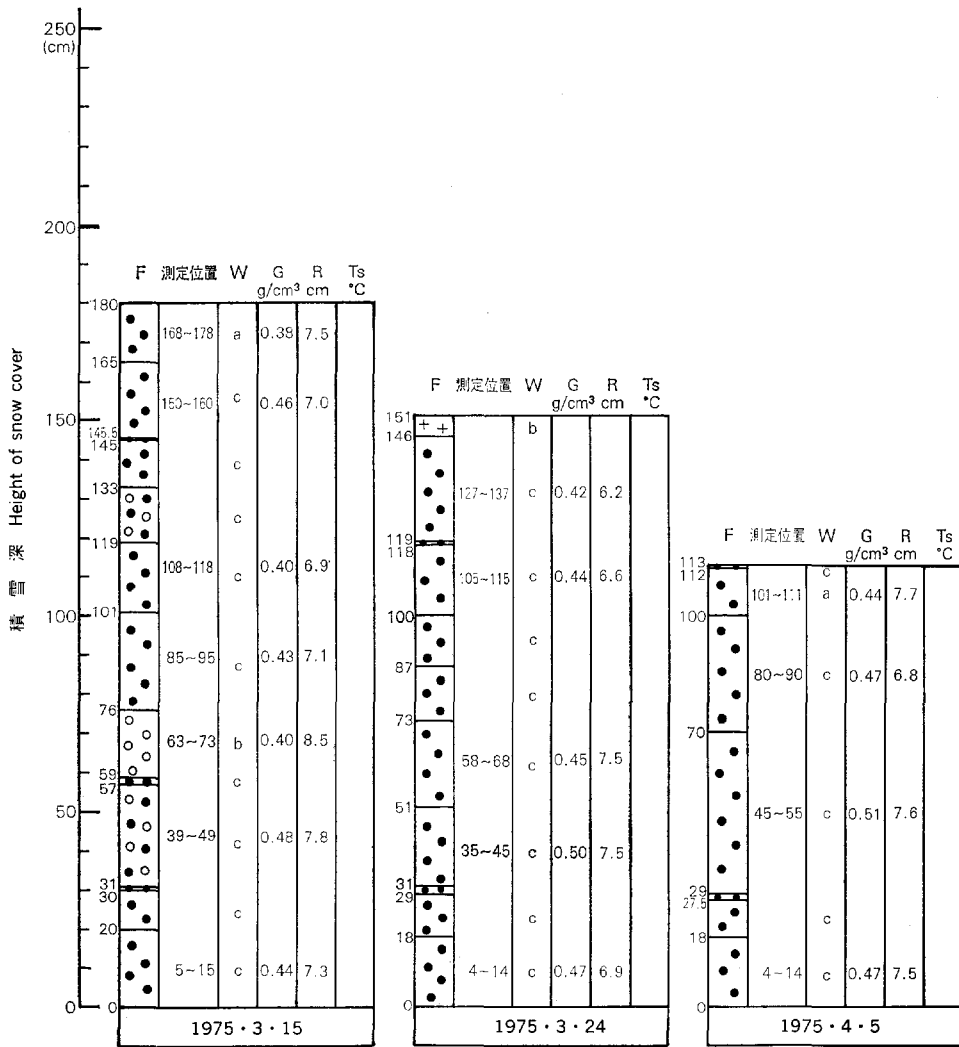 250
(cm)
200
150
100
50
0
積雪深 Height of snow cover
F 測定位置 W G R Ts
g/cm³ cm °C
180
168~178 a 0.38 7.5
165
150~160 c 0.46 7.0
145.5
145
c
133
c
119
108~118 c 0.40 6.9
101
85~95 c 0.43 7.1
76
63~73 b 0.40 8.5
59
57
c
39~49 c 0.48 7.8
31
30
c
20
5~15 c 0.44 7.3
0
1975・3・15
F 測定位置 W G R Ts
g/cm³ cm °C
151
b
146
127~137 c 0.42 6.2
119
118
105~115 c 0.44 6.6
100
c
87
c
73
58~68 c 0.45 7.5
51
35~45 c 0.50 7.5
31
29
c
18
4~14 c 0.47 6.9
0
1975・3・24
F 測定位置 W G R Ts
g/cm³ cm °C
113
112
c
101~111 a 0.44 7.7
100
80~90 c 0.47 6.8
70
45~55 c 0.51 7.6
29
27.5
c
18
4~14 c 0.47 7.5
0
1975・4・5